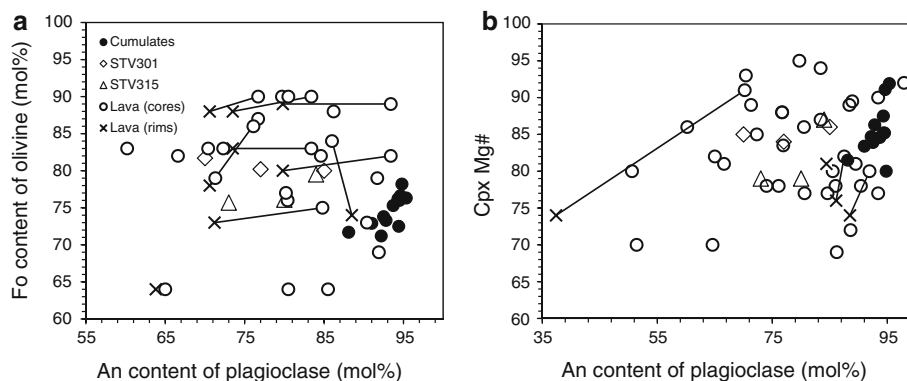 a
Fo content of olivine (mol%)
100
95
90
85
80
75
70
65
60
Cumulates
STV301
STV315
Lava (cores)
Lava (rims)
55
65
75
85
95
An content of plagioclase (mol%)
b
Cpx Mg#
100
95
90
85
80
75
70
65
60
35
55
75
95
An content of plagioclase (mol%)